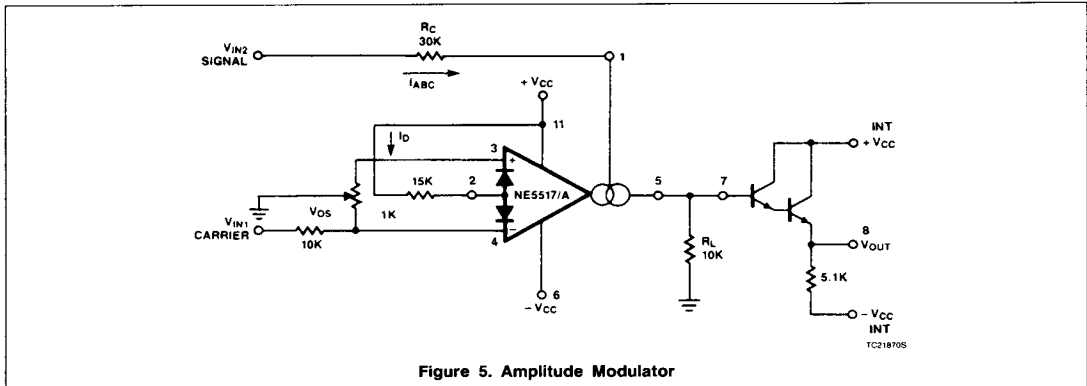 RC
30K
VIN2
SIGNAL
1
IABC
+ VCC
11
INT
+ VCC
ID
3
+
15K
2
NE5517/A
5
7
VOS
1K
VIN1
CARRIER
10K
4
−
RL
10K
8
VOUT
5.1K
6
− VCC
− VCC
INT
TC21870S
Figure 5. Amplitude Modulator